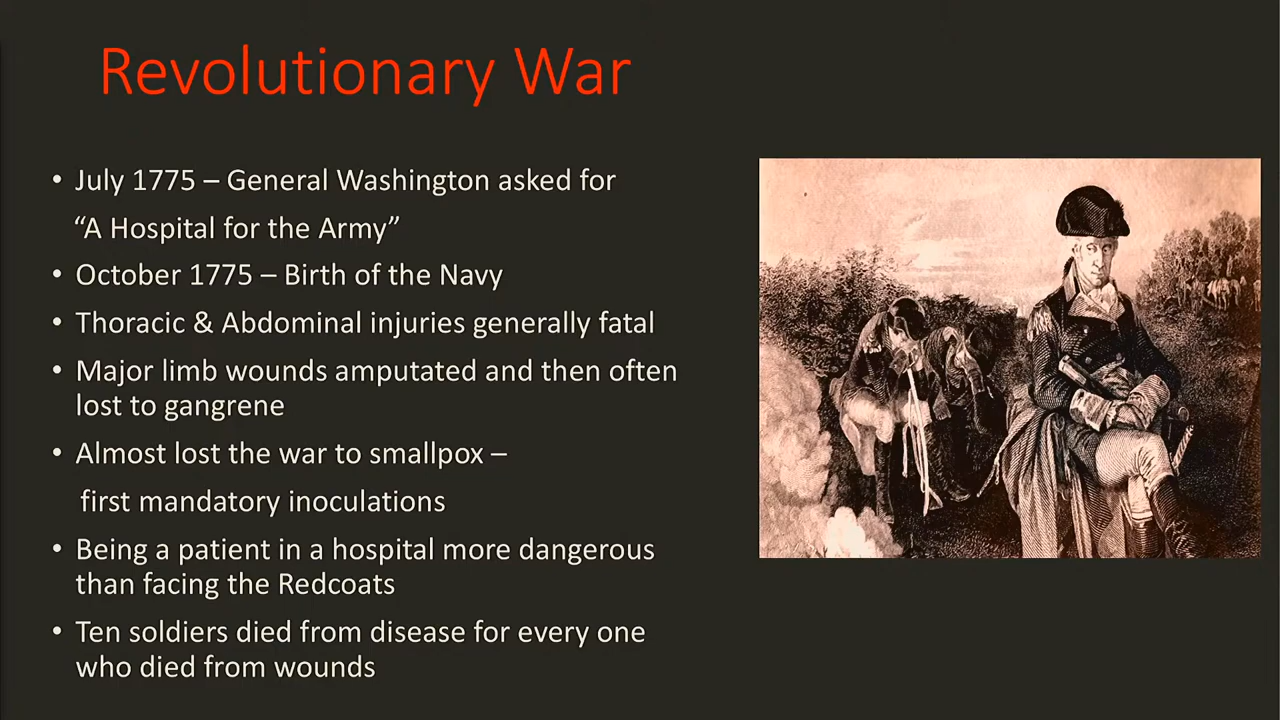 Revolutionary War
• July 1775 – General Washington asked for
“A Hospital for the Army”
• October 1775 – Birth of the Navy
• Thoracic & Abdominal injuries generally fatal
• Major limb wounds amputated and then often
lost to gangrene
• Almost lost the war to smallpox –
first mandatory inoculations
• Being a patient in a hospital more dangerous
than facing the Redcoats
• Ten soldiers died from disease for every one
who died from wounds